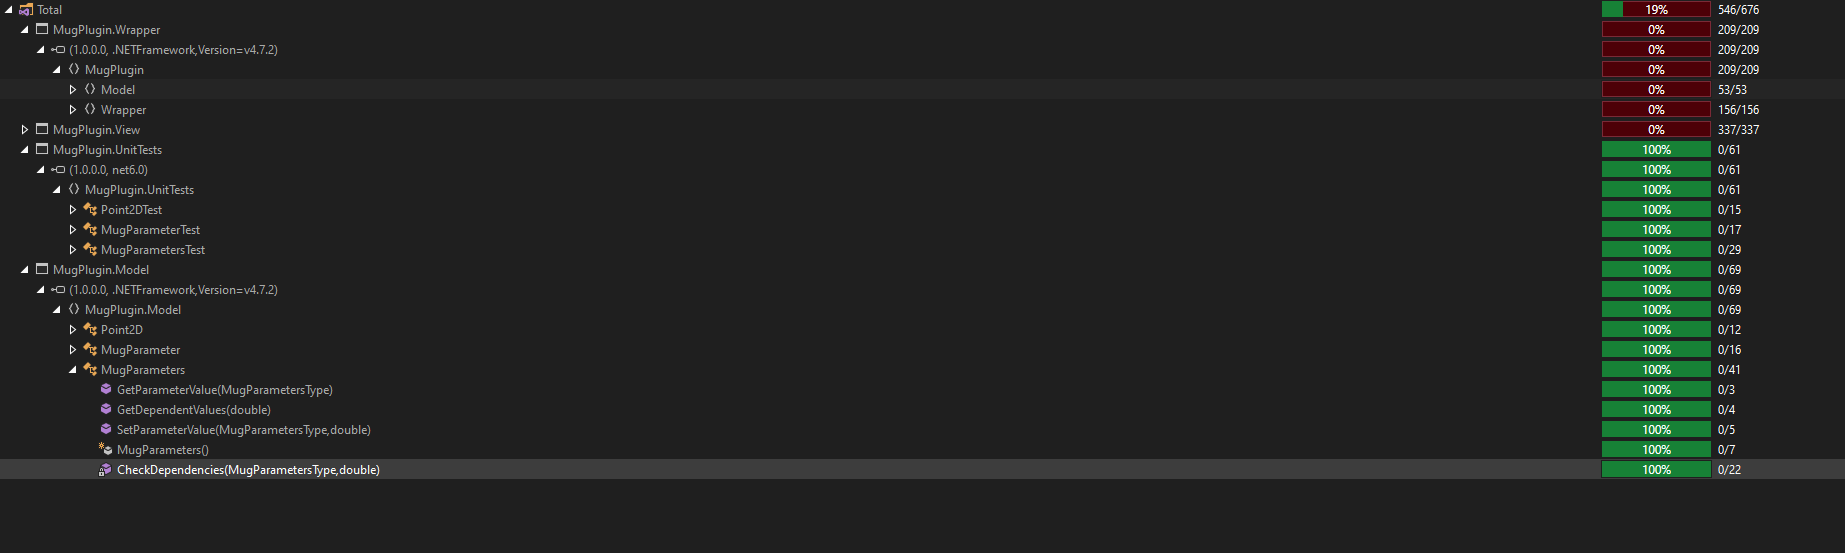 Total 19% 546/676
MugPlugin.Wrapper 0% 209/209
(1.0.0.0, .NETFramework,Version=v4.7.2) 0% 209/209
MugPlugin 0% 209/209
Model 0% 53/53
Wrapper 0% 156/156
MugPlugin.View 0% 337/337
MugPlugin.UnitTests 100% 0/61
(1.0.0.0, net6.0) 100% 0/61
MugPlugin.UnitTests 100% 0/61
Point2DTest 100% 0/15
MugParameterTest 100% 0/17
MugParametersTest 100% 0/29
MugPlugin.Model 100% 0/69
(1.0.0.0, .NETFramework,Version=v4.7.2) 100% 0/69
MugPlugin.Model 100% 0/69
Point2D 100% 0/12
MugParameter 100% 0/16
MugParameters 100% 0/41
GetParameterValue(MugParametersType) 100% 0/3
GetDependentValues(double) 100% 0/4
SetParameterValue(MugParametersType,double) 100% 0/5
MugParameters() 100% 0/7
CheckDependencies(MugParametersType,double) 100% 0/22